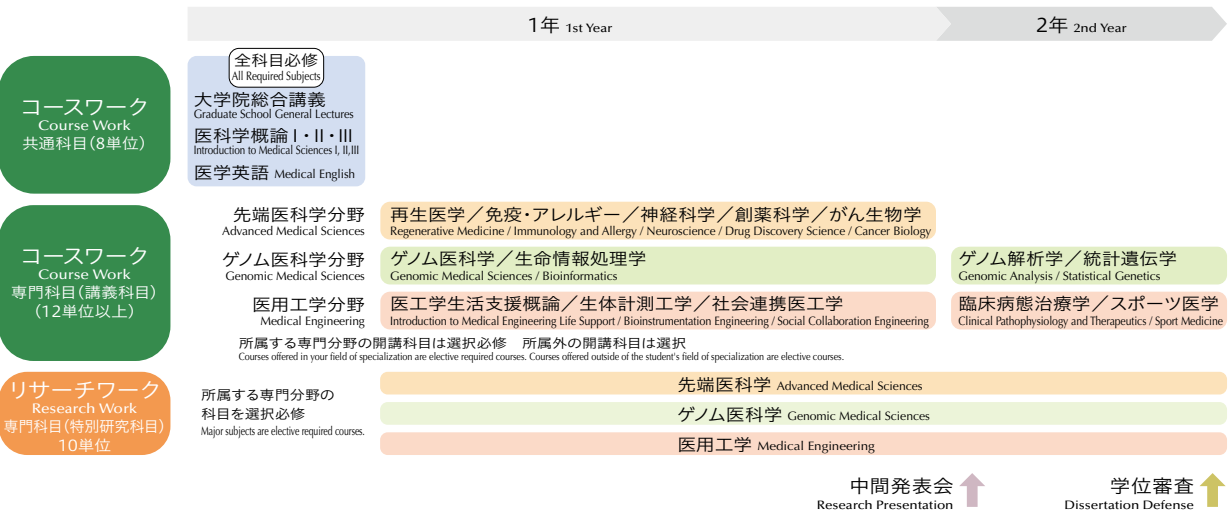 1年 1st Year
2年 2nd Year
コースワーク
Course Work
共通科目(8単位)
全科目必修
All Required Subjects
大学院総合講義
Graduate School General Lectures
医科学概論 I・II・III
Introduction to Medical Sciences I, II,III
医学英語 Medical English
コースワーク
Course Work
専門科目(講義科目)
(12単位以上)
先端医科学分野
Advanced Medical Sciences
再生医学／免疫・アレルギー／神経科学／創薬科学／がん生物学
Regenerative Medicine / Immunology and Allergy / Neuroscience / Drug Discovery Science / Cancer Biology
ゲノム医科学分野
Genomic Medical Sciences
ゲノム医科学／生命情報処理学
Genomic Medical Sciences / Bioinformatics
ゲノム解析学／統計遺伝学
Genomic Analysis / Statistical Genetics
医用工学分野
Medical Engineering
医工学生活支援概論／生体計測工学／社会連携医工学
Introduction to Medical Engineering Life Support / Bioinstrumentation Engineering / Social Collaboration Engineering
臨床病態治療学／スポーツ医学
Clinical Pathophysiology and Therapeutics / Sport Medicine
所属する専門分野の開講科目は選択必修　所属外の開講科目は選択
Courses offered in your field of specialization are elective required courses. Courses offered outside of the student's field of specialization are elective courses.
リサーチワーク
Research Work
専門科目(特別研究科目)
10単位
所属する専門分野の
科目を選択必修
Major subjects are elective required courses.
先端医科学 Advanced Medical Sciences
ゲノム医科学 Genomic Medical Sciences
医用工学 Medical Engineering
中間発表会
Research Presentation
学位審査
Dissertation Defense